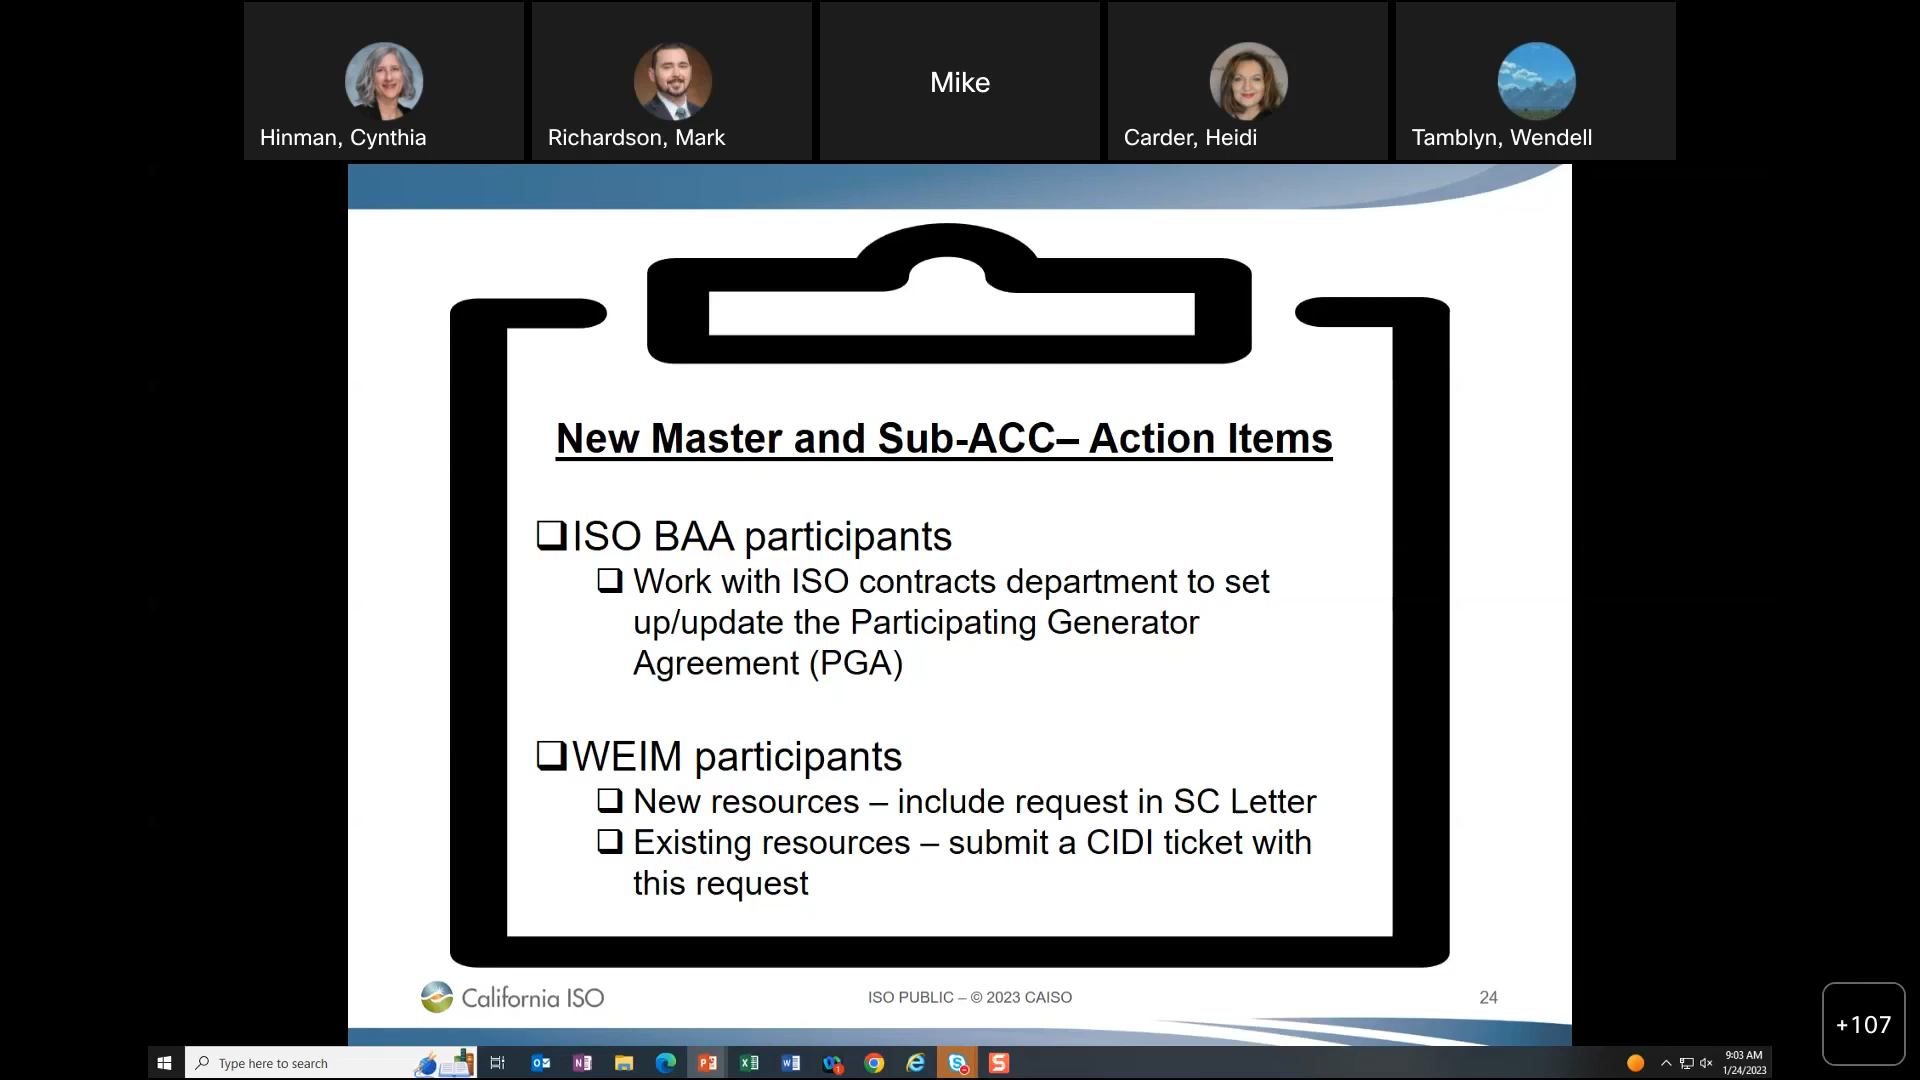 Hinman, Cynthia
Richardson, Mark
Mike
Carder, Heidi
Tamblyn, Wendell
New Master and Sub-ACC– Action Items
ISO BAA participants
Work with ISO contracts department to set
up/update the Participating Generator
Agreement (PGA)
WEIM participants
New resources – include request in SC Letter
Existing resources – submit a CIDI ticket with
this request
California ISO
ISO PUBLIC – © 2023 CAISO
24
+107
Type here to search
9:03 AM
1/24/2023